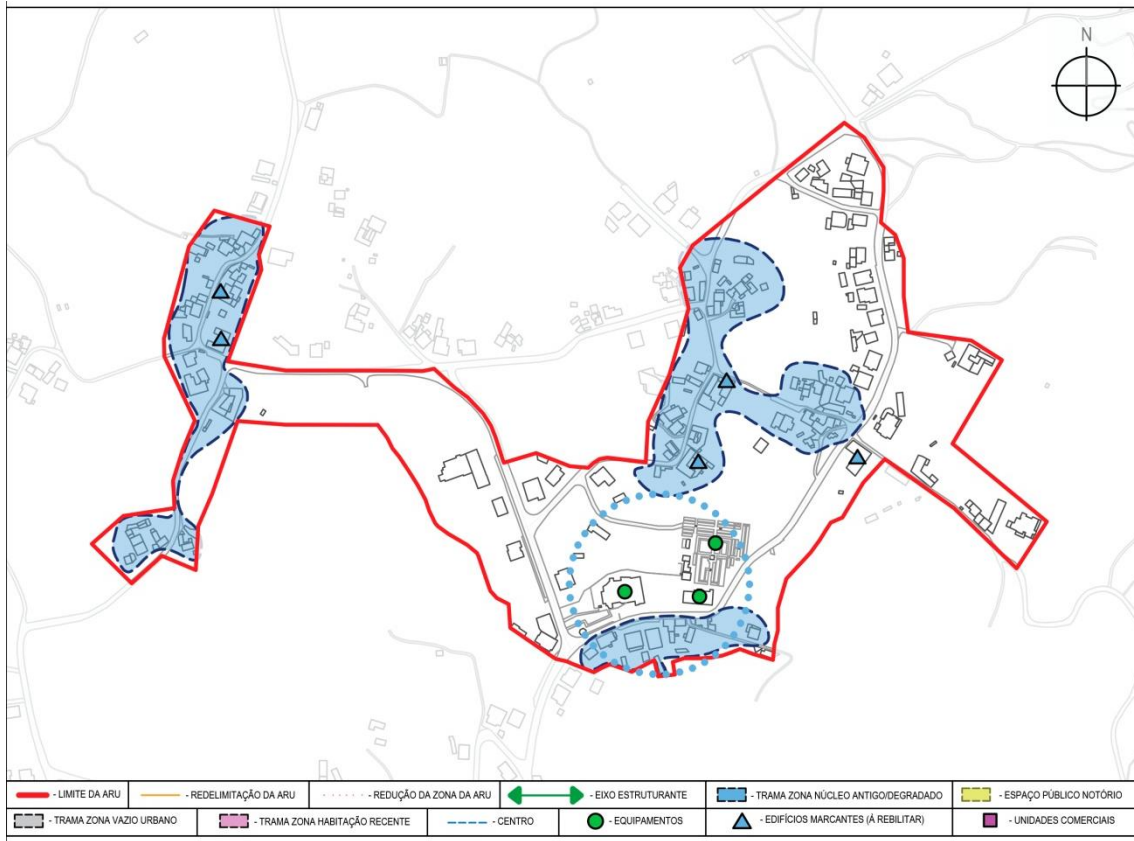 N
- LIMITE DA ARU
- REDELIMITAÇÃO DA ARU
- REDUÇÃO DA ZONA DA ARU
- EIXO ESTRUTURANTE
- TRAMA ZONA NÚCLEO ANTIGO/DEGRADADO
- ESPAÇO PÚBLICO NOTÓRIO
- TRAMA ZONA VAZIO URBANO
- TRAMA ZONA HABITAÇÃO RECENTE
- CENTRO
- EQUIPAMENTOS
- EDIFÍCIOS MARCANTES (Á REBILITAR)
- UNIDADES COMERCIAIS